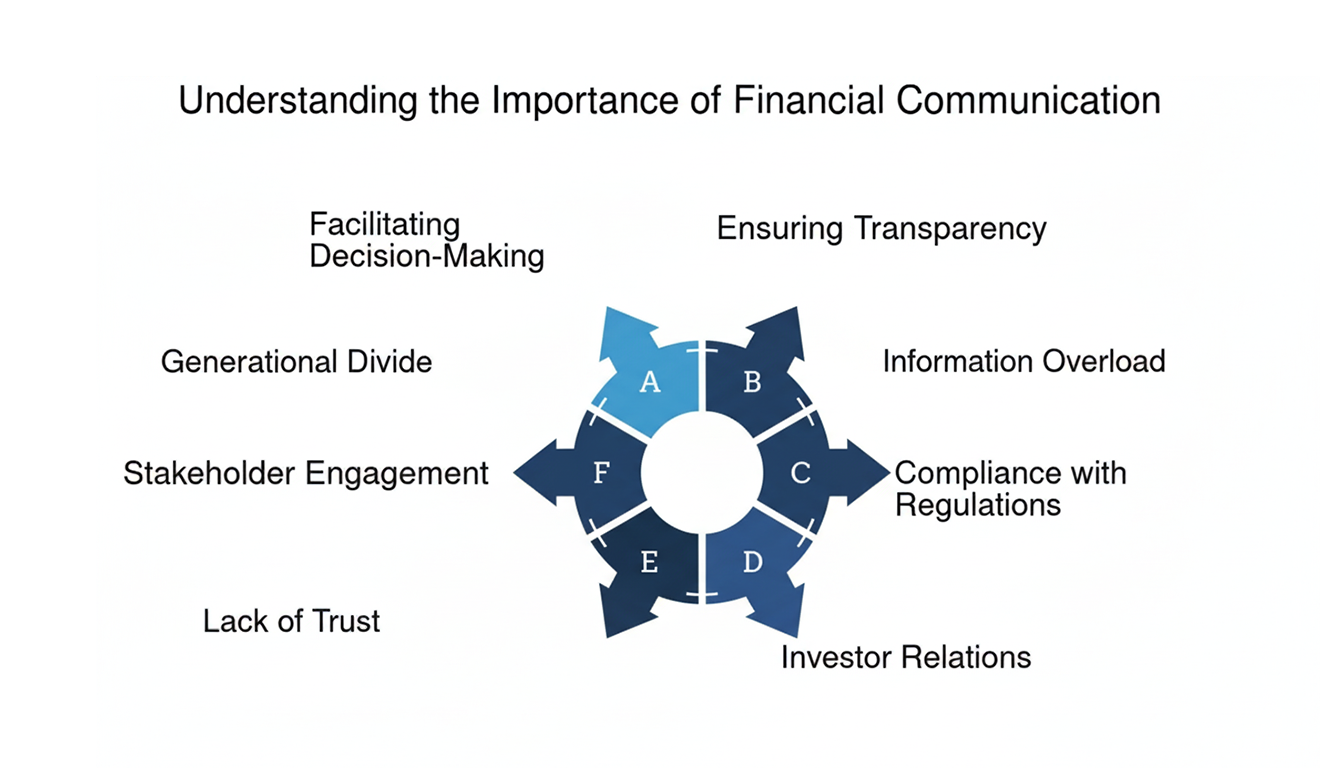 Understanding the Importance of Financial Communication
Facilitating
Decision-Making
Ensuring Transparency
Generational Divide
Information Overload
A
B
Stakeholder Engagement
F
C
Compliance with
Regulations
E
D
Lack of Trust
Investor Relations